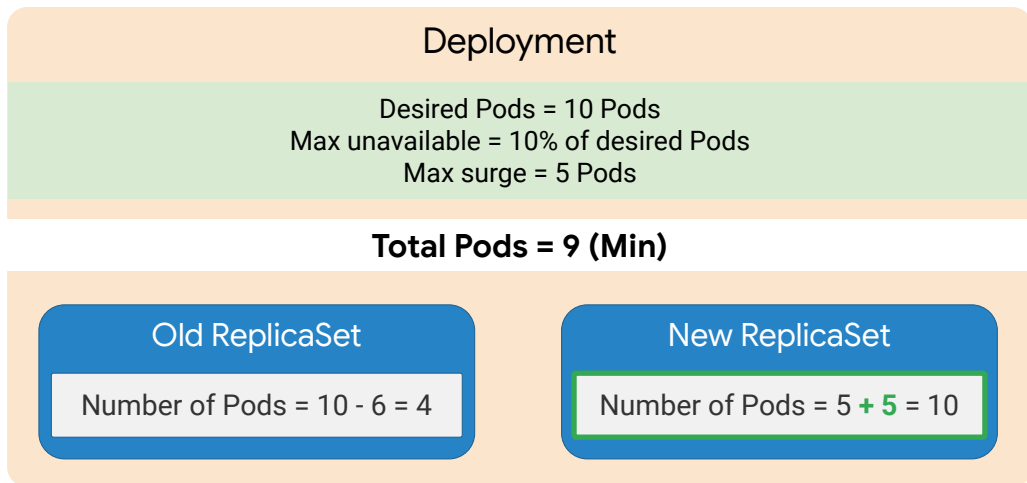 Deployment
Desired Pods = 10 Pods
Max unavailable = 10% of desired Pods
Max surge = 5 Pods
Total Pods = 9 (Min)
Old ReplicaSet
Number of Pods = 10 - 6 = 4
New ReplicaSet
Number of Pods = 5 + 5 = 10